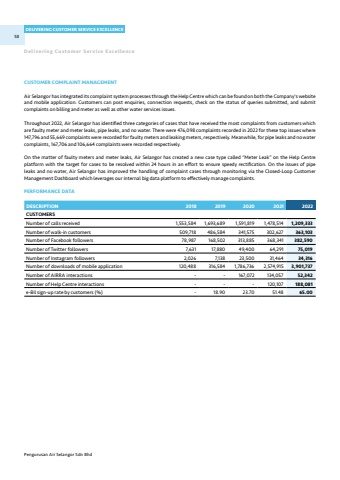 DELIVERING CUSTOMER SERVICE EXCELLENCE
58
Delivering Customer Service Excellence
CUSTOMER COMPLAINT MANAGEMENT
Air Selangor has integrated its complaint system processes through the Help Centre which can be found on both the Company's website
and mobile application. Customers can post enquiries, connection requests, check on the status of queries submitted, and submit
complaints on billing and meter as well as other water services issues.
Throughout 2022, Air Selangor has identified three categories of cases that have received the most complaints from customers which
are faulty meter and meter leaks, pipe leaks, and no water. There were 476,098 complaints recorded in 2022 for these top issues where
147,796 and 55,669 complaints were recorded for faulty meters and leaking meters, respectively. Meanwhile, for pipe leaks and no water
complaints, 167,706 and 106,664 complaints were recorded respectively.
On the matter of faulty meters and meter leaks, Air Selangor has created a new case type called "Meter Leak" on the Help Centre
platform with the target for cases to be resolved within 24 hours in an effort to ensure speedy rectification. On the issues of pipe
leaks and no water, Air Selangor has improved the handling of complaint cases through monitoring via the Closed-Loop Customer
Management Dashboard which leverages our internal big data platform to effectively manage complaints.
PERFORMANCE DATA
DESCRIPTION 2018 2019 2020 2021 2022
CUSTOMERS
Number of calls received 1,553,584 1,693,689 1,591,819 1,478,514 1,209,333
Number of walk-in customers 509,718 486,584 341,575 302,627 363,103
Number of Facebook followers 78,987 168,502 313,885 368,341 382,590
Number of Twitter followers 7,631 17,880 49,400 64,291 75,019
Number of Instagram followers 2,026 7,138 23,500 31,464 34,316
Number of downloads of mobile application 120,488 316,584 1,786,736 2,574,915 3,901,737
Number of AIRRA interactions - - 167,072 134,057 52,342
Number of Help Centre interactions - - - 120,107 188,081
e-Bil sign-up rate by customers (%) - 18.90 23.70 51.48 65.00
Pengurusan Air Selangor Sdn Bhd